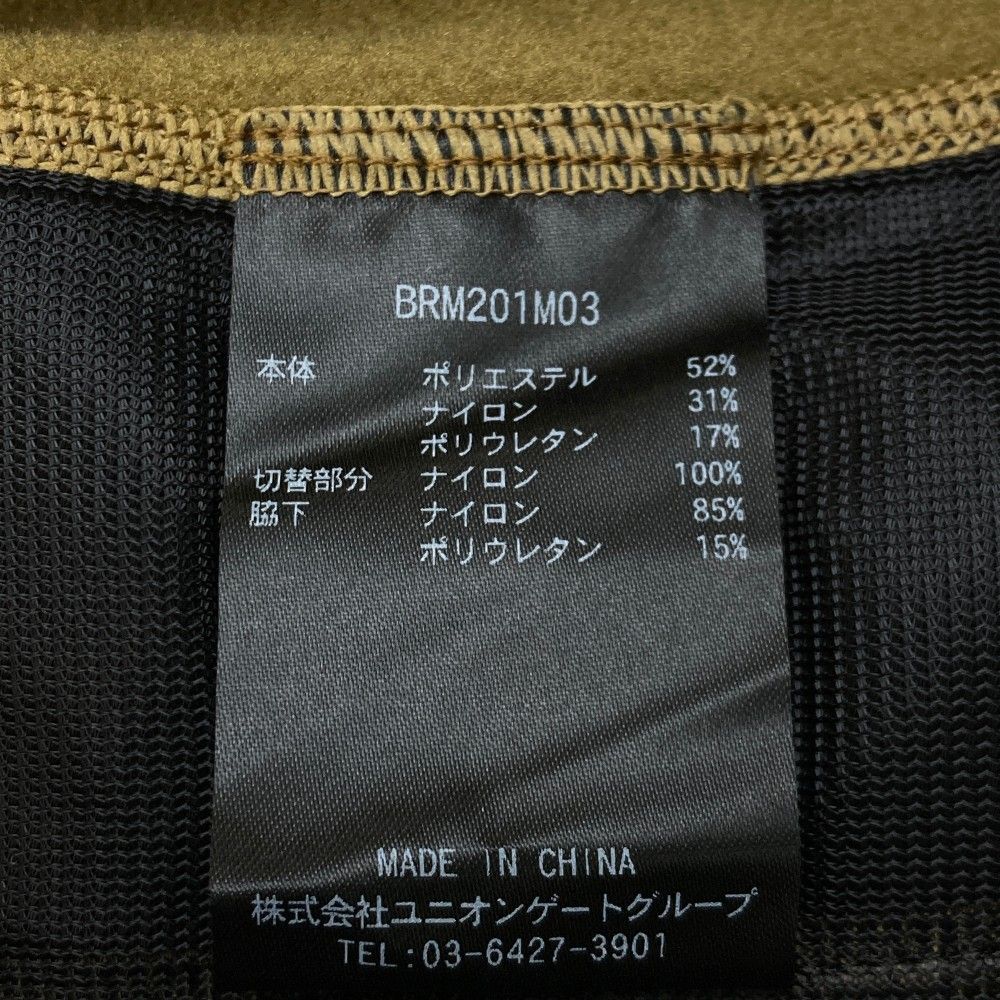 BRM201M03
本体 ポリエステル 52%
ナイロン 31%
ポリウレタン 17%
切替部分 ナイロン 100%
脇下 ナイロン 85%
ポリウレタン 15%
MADE IN CHINA
株式会社ユニオンゲートグループ
TEL:03-6427-3901